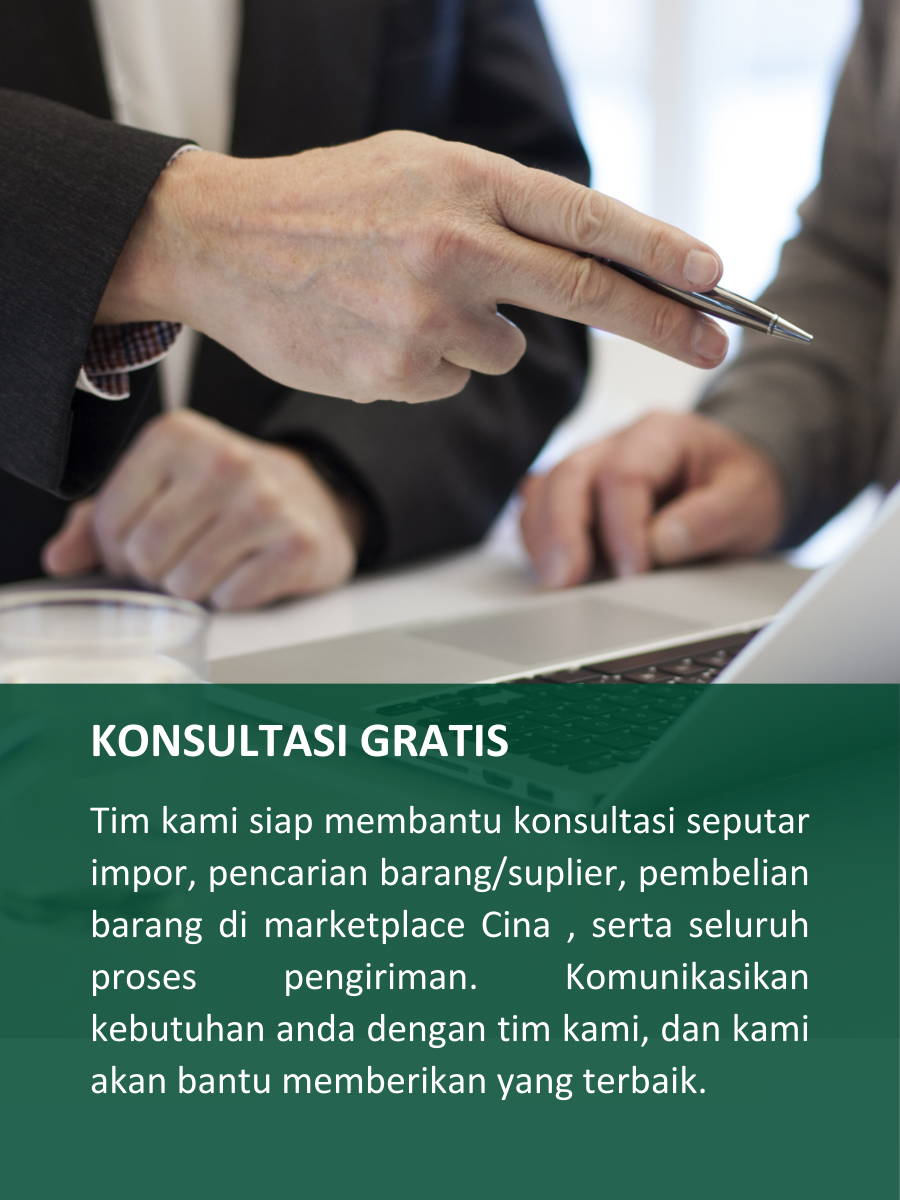 KONSULTASI GRATIS
Tim kami siap membantu konsultasi seputar
impor, pencarian barang/suplier, pembelian
barang di marketplace Cina , serta seluruh
proses pengiriman. Komunikasikan
kebutuhan anda dengan tim kami, dan kami
akan bantu memberikan yang terbaik.